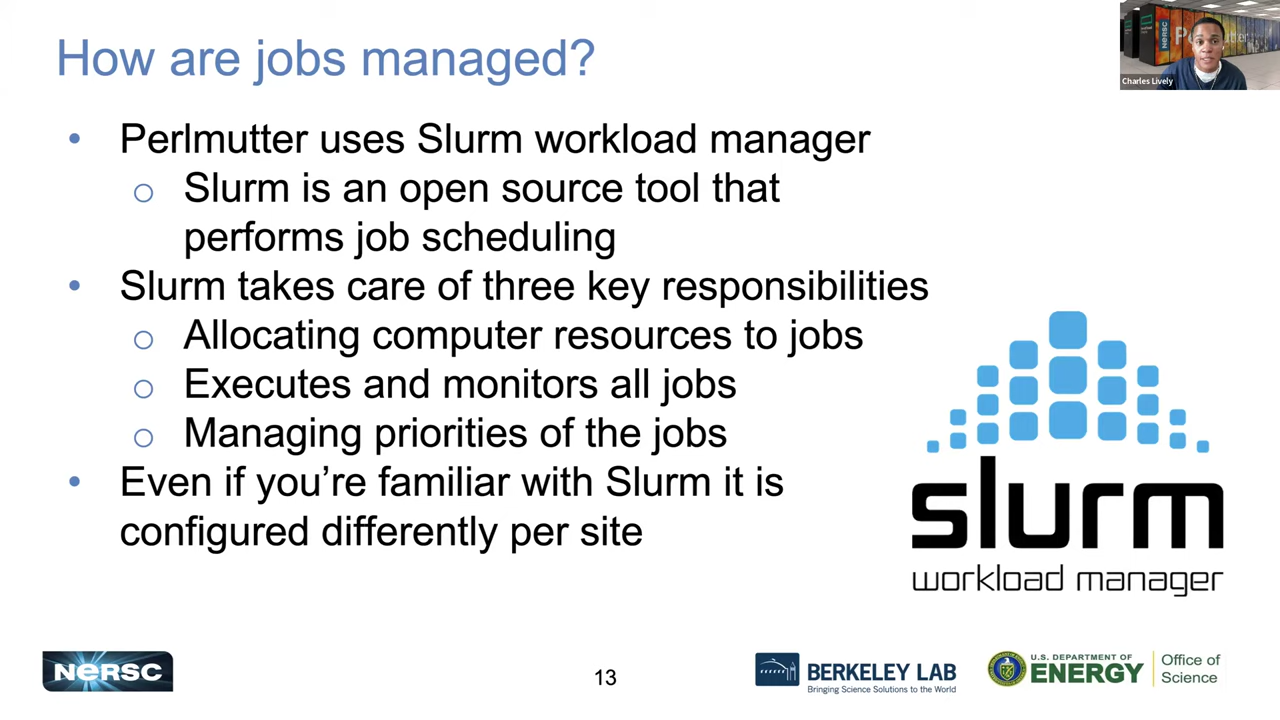 How are jobs managed?
Charles Lively
• Perlmutter uses Slurm workload manager
o Slurm is an open source tool that
performs job scheduling
• Slurm takes care of three key responsibilities
o Allocating computer resources to jobs
o Executes and monitors all jobs
o Managing priorities of the jobs
• Even if you’re familiar with Slurm it is
configured differently per site
slurm
workload manager
NERSC
13
BERKELEY LAB
Bringing Science Solutions to the World
U.S. DEPARTMENT OF
ENERGY
Office of
Science